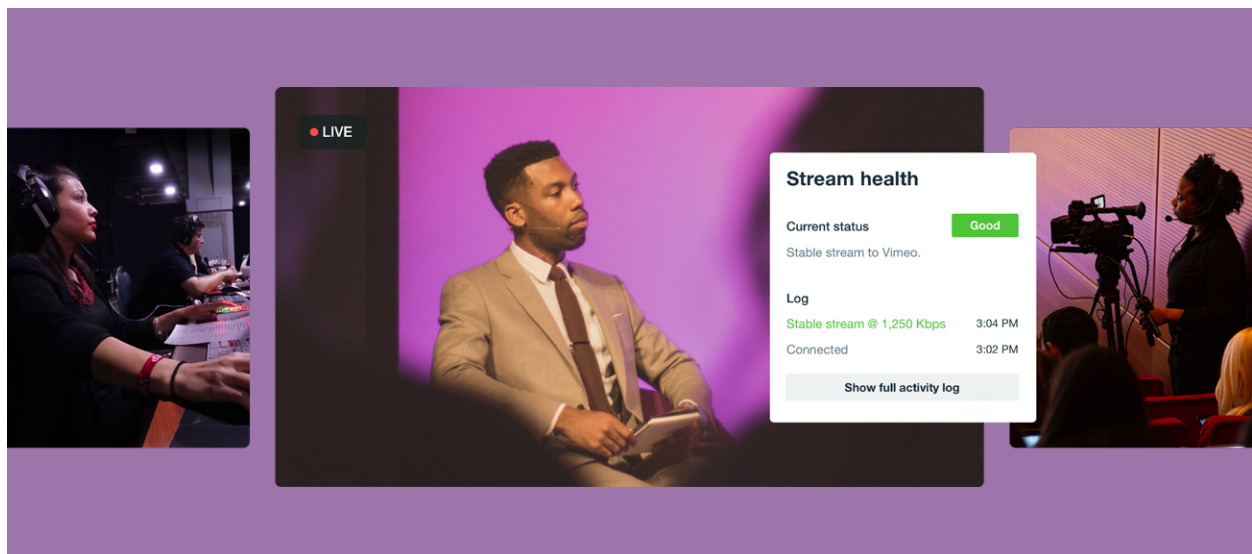 LIVE
Stream health
Current status
Good
Stable stream to Vimeo.
Log
Stable stream @ 1,250 Kbps 3:04 PM
Connected 3:02 PM
Show full activity log